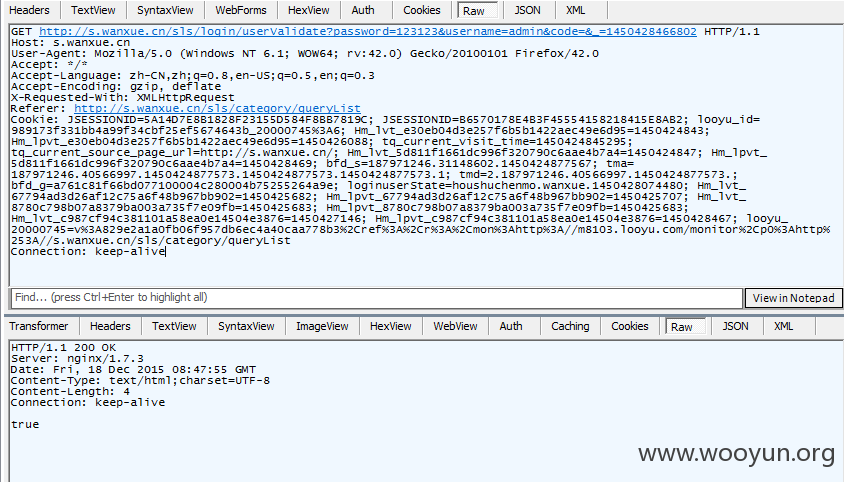 Headers TextView SyntaxView WebForms HexView Auth Cookies Raw JSON XML
GET http://s.wanxue.cn/sls/login/userValidate?password=123123&username=admin&code=&_=1450428466802 HTTP/1.1
Host: s.wanxue.cn
User-Agent: Mozilla/5.0 (Windows NT 6.1; WOW64; rv:42.0) Gecko/20100101 Firefox/42.0
Accept: */*
Accept-Language: zh-CN,zh;q=0.8,en-US;q=0.5,en;q=0.3
Accept-Encoding: gzip, deflate
X-Requested-With: XMLHttpRequest
Referer: http://s.wanxue.cn/sls/category/queryList
Cookie: JSESSIONID=5A14D7E8B1828F23155D584F8BB7819C; JSESSIONID=B6570178E4B3F45554158218415E8AB2; looyu_id=
989173f331bb4a99f34cbf25ef5674643b_20000745%3A6; Hm_lvt_e30eb04d3e257f6b5b1422aec49e6d95=1450424843;
Hm_lpvt_e30eb04d3e257f6b5b1422aec49e6d95=1450426088; tq_current_visit_time=1450424845295;
tq_current_source_page_url=http://s.wanxue.cn/; Hm_lvt_5d811f1661dc996f320790c6aae4b7a4=1450424847; Hm_lpvt_
5d811f1661dc996f320790c6aae4b7a4=1450428469; bfd_s=187971246.31148602.1450424877567; tma=
187971246.40566997.1450424877573.1450424877573.1450424877573.1; tmd=2.187971246.40566997.1450424877573.;
bfd_g=a761c81f66bd077100004c280004b75255264a9e; loginuserState=houshuchenmo.wanxue.1450428074480; Hm_lvt_
67794ad3d26af12c75a6f48b967bb902=1450425682; Hm_lpvt_67794ad3d26af12c75a6f48b967bb902=1450425707; Hm_lvt_
8780c798b07a8379ba003a735f7e09fb=1450425683; Hm_lpvt_8780c798b07a8379ba003a735f7e09fb=1450425683;
Hm_lvt_c987cf94c381101a58ea0e14504e3876=1450427146; Hm_lpvt_c987cf94c381101a58ea0e14504e3876=1450428467; looyu_
20000745=v%3A829e2a1a0fb06f957db6ec4a40caa778b3%2Cref%3A%2Cr%3A%2Cmon%3Ahttp%3A//m8103.looyu.com/monitor%2Cp0%3Ahttp%
253A//s.wanxue.cn/sls/category/queryList
Connection: keep-alive
Find... (press Ctrl+Enter to highlight all) View in Notepad
Transformer Headers TextView SyntaxView ImageView HexView WebView Auth Caching Cookies Raw JSON XML
HTTP/1.1 200 OK
Server: nginx/1.7.3
Date: Fri, 18 Dec 2015 08:47:55 GMT
Content-Type: text/html;charset=UTF-8
Content-Length: 4
Connection: keep-alive
true
www.wooyun.org